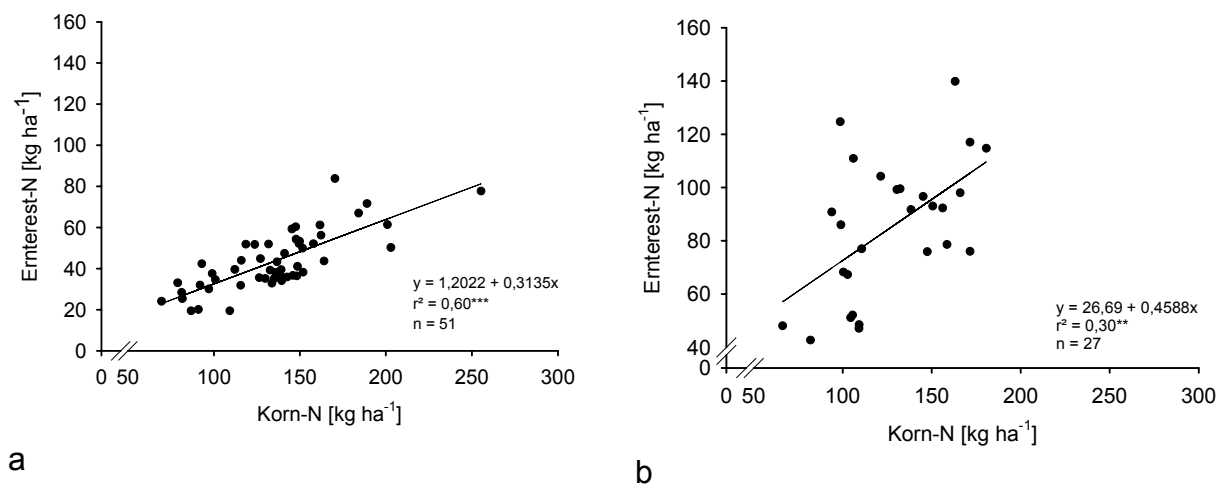 160
140
120
100
80
60
40
20
0
Ernterest-N [kg ha⁻¹]
y = 1,2022 + 0,3135x
r² = 0,60***
n = 51
0 50 100 150 200 250 300
Korn-N [kg ha⁻¹]
a
160
140
120
100
80
60
40
0
Ernterest-N [kg ha⁻¹]
y = 26,69 + 0,4588x
r² = 0,30**
n = 27
0 50 100 150 200 250 300
Korn-N [kg ha⁻¹]
b